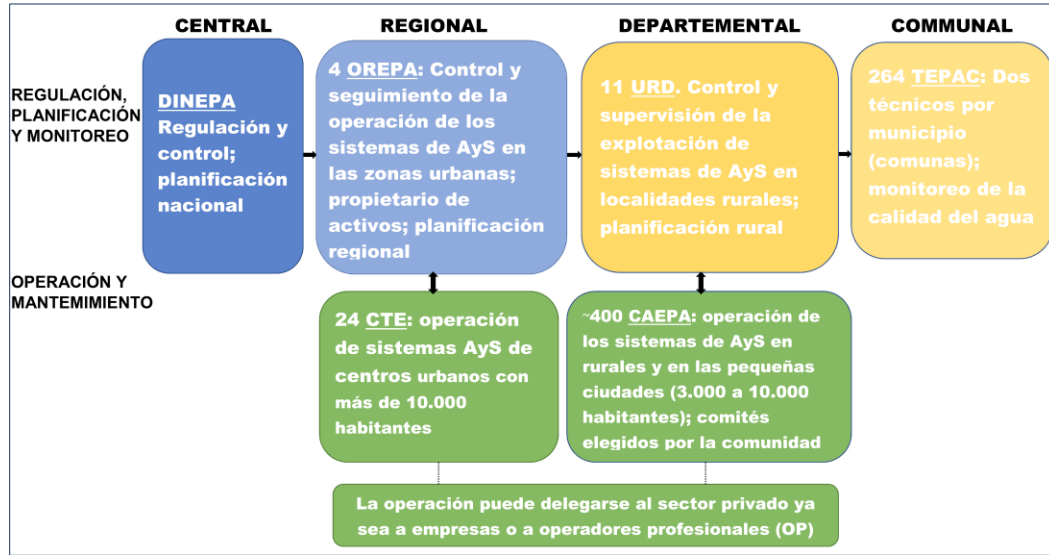 CENTRAL
REGIONAL
DEPARTEMENTAL
COMMUNAL
REGULACIÓN,
PLANIFICACIÓN
Y MONITOREO
DINEPA
Regulación y
control;
planificación
nacional
4 OREPA: Control y
seguimiento de la
operación de los
sistemas de AyS en
las zonas urbanas;
propietario de
activos; planificación
regional
11 URD. Control y
supervisión de la
explotación de
sistemas de AyS en
localidades rurales;
planificación rural
264 TEPAC: Dos
técnicos por
municipio
(comunas);
monitoreo de la
calidad del agua
OPERACIÓN Y
MANTEMIMIENTO
24 CTE: operación
de sistemas AyS de
centros urbanos con
más de 10.000
habitantes
~400 CAEPA: operación de
los sistemas de AyS en
rurales y en las pequeñas
ciudades (3.000 a 10.000
habitantes); comités
elegidos por la comunidad
La operación puede delegarse al sector privado ya
sea a empresas o a operadores profesionales (OP)